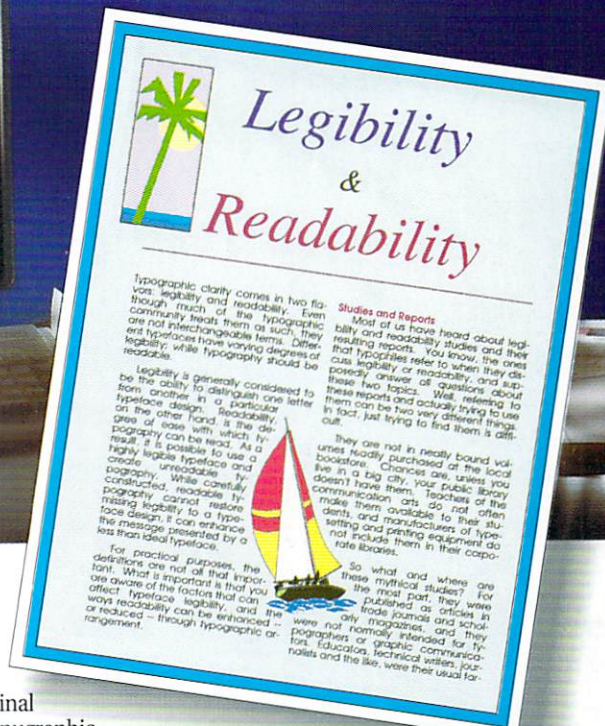 Legibility
&
Readability
Typographic clarity comes in two fla-
vors: legibility and readability. Even
though much of the typographic
community treats them as such, they
are not interchangeable terms. Differ-
ent typefaces have varying degrees of
legibility; while typography should be
readable.
Legibility is generally considered to
be the ability to distinguish one letter
from another in a particular
typeface design. Readability,
on the other hand, is the de-
gree of ease with which ty-
pography can be read. As a
result, it is possible to use a
highly legible typeface and
create unreadable ty-
pography. While carefully
constructed, readable ty-
pography cannot restore
missing legibility to a type-
face design, it can enhance
the message presented by a
less than ideal typeface.
For practical purposes, the
definitions are not all that impor-
tant. What is important is that you
are aware of the factors that can
affect typeface legibility, and the
ways readability can be enhanced --
or reduced -- through typographic ar-
rangement.
Studies and Reports
Most of us have heard about legi-
bility and readability studies and their
resulting reports. You know, the ones
that typophiles refer to when they dis-
cuss legibility or readability, and sup-
posedly answer all questions about
these two topics. Well, referring to
these reports and actually trying to use
them can be two very different things.
In fact, just trying to find them is diffi-
cult.
They are not in neatly bound vol-
umes readily purchased at the local
bookstore. Chances are, unless you
live in a big city, your public library
doesn't have them. Teachers of the
communication arts do not often
make them available to their stu-
dents, and manufacturers of type-
setting and printing equipment do
not include them in their corpo-
rate libraries.
So what and where are
these mythical studies? For
the most part, they were
published as articles in
the journals and schol-
arly magazines, and they
were not normally intended for ty-
pographers or graphic communica-
tors. Educators, technical writers, jour-
nalists and the like, were their usual tar-
inal